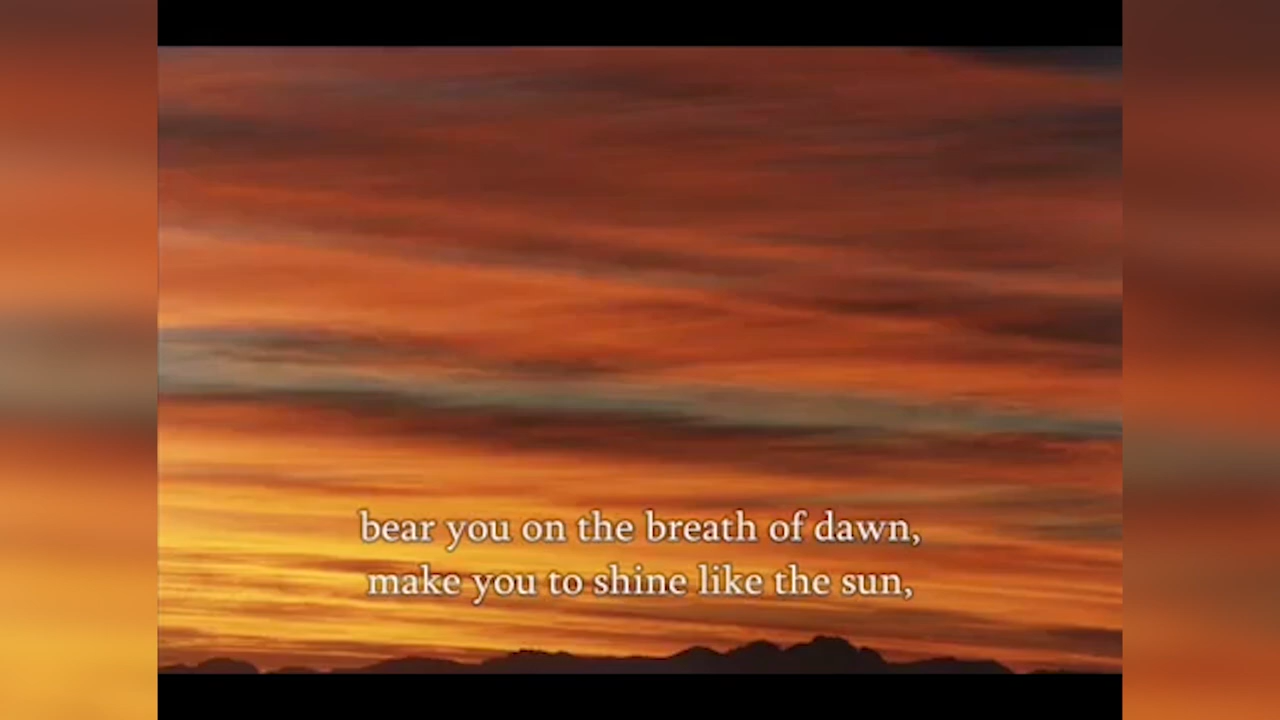 bear you on the breath of dawn,
make you to shine like the sun,